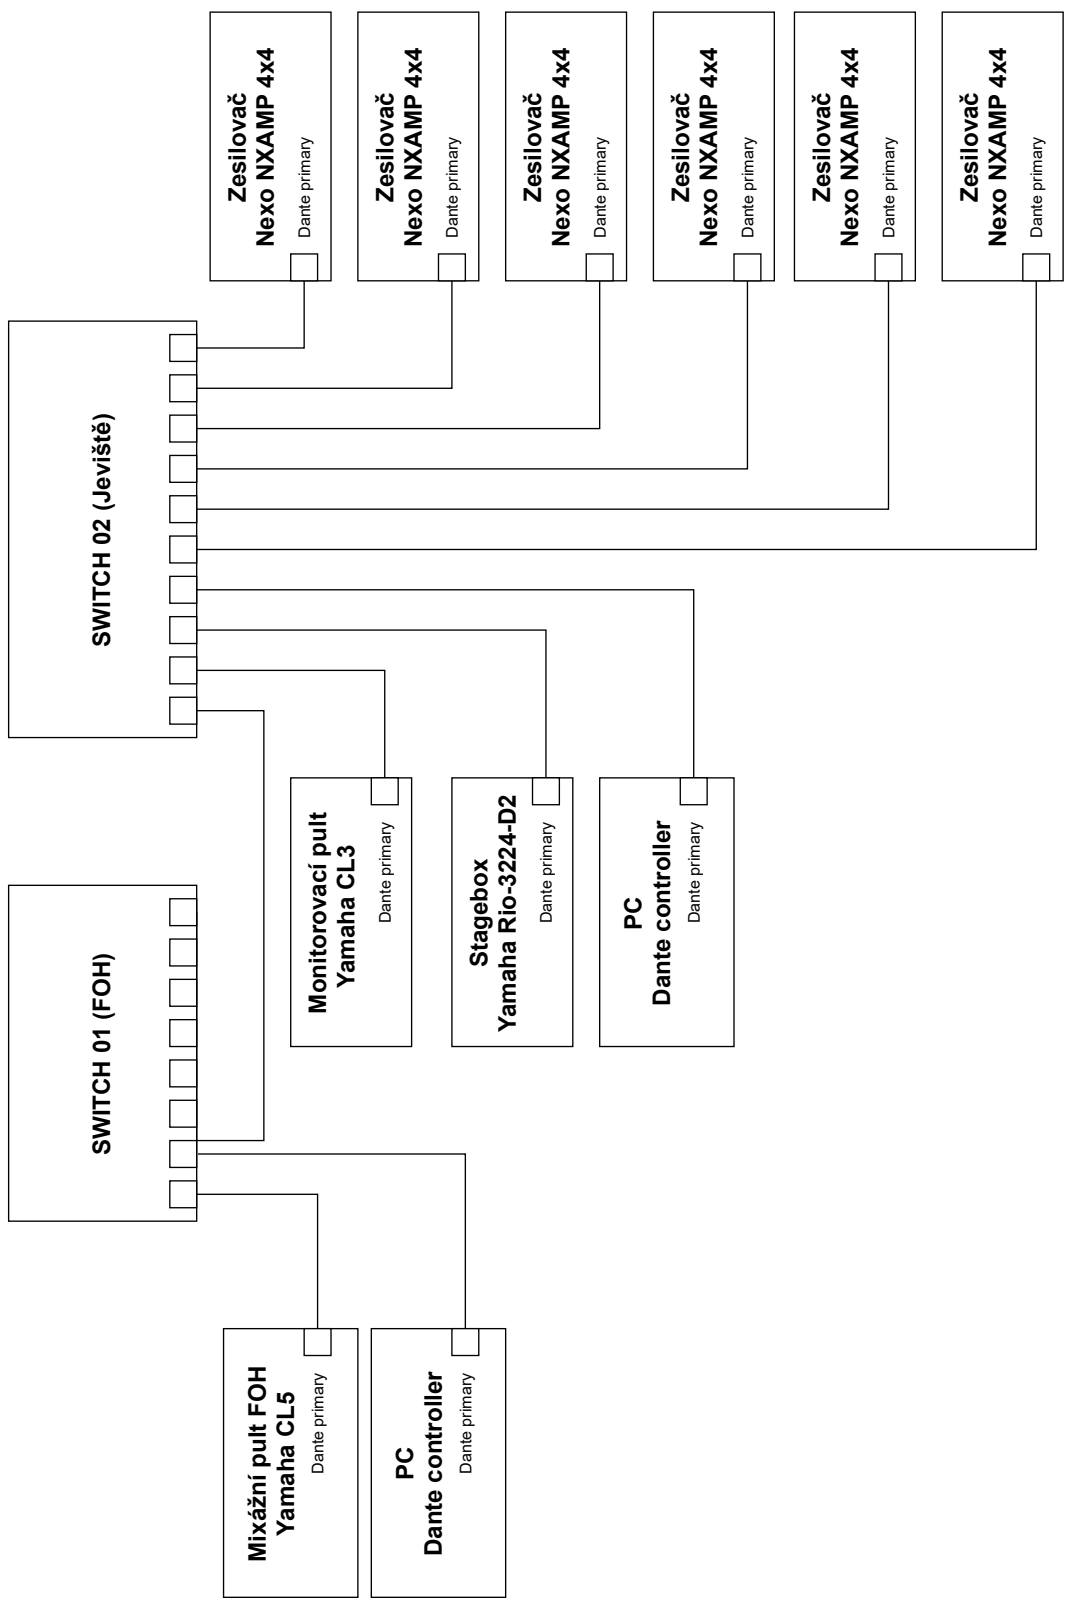 SWITCH 01 (FOH)
SWITCH 02 (Jeviště)
Mixážní pult FOH
Yamaha CL5
Dante primary
PC
Dante controller
Dante primary
Monitorovací pult
Yamaha CL3
Dante primary
Stagebox
Yamaha Rio-3224-D2
Dante primary
PC
Dante controller
Dante primary
Zesilovač
Nexo NXAMP 4x4
Dante primary
Zesilovač
Nexo NXAMP 4x4
Dante primary
Zesilovač
Nexo NXAMP 4x4
Dante primary
Zesilovač
Nexo NXAMP 4x4
Dante primary
Zesilovač
Nexo NXAMP 4x4
Dante primary
Zesilovač
Nexo NXAMP 4x4
Dante primary